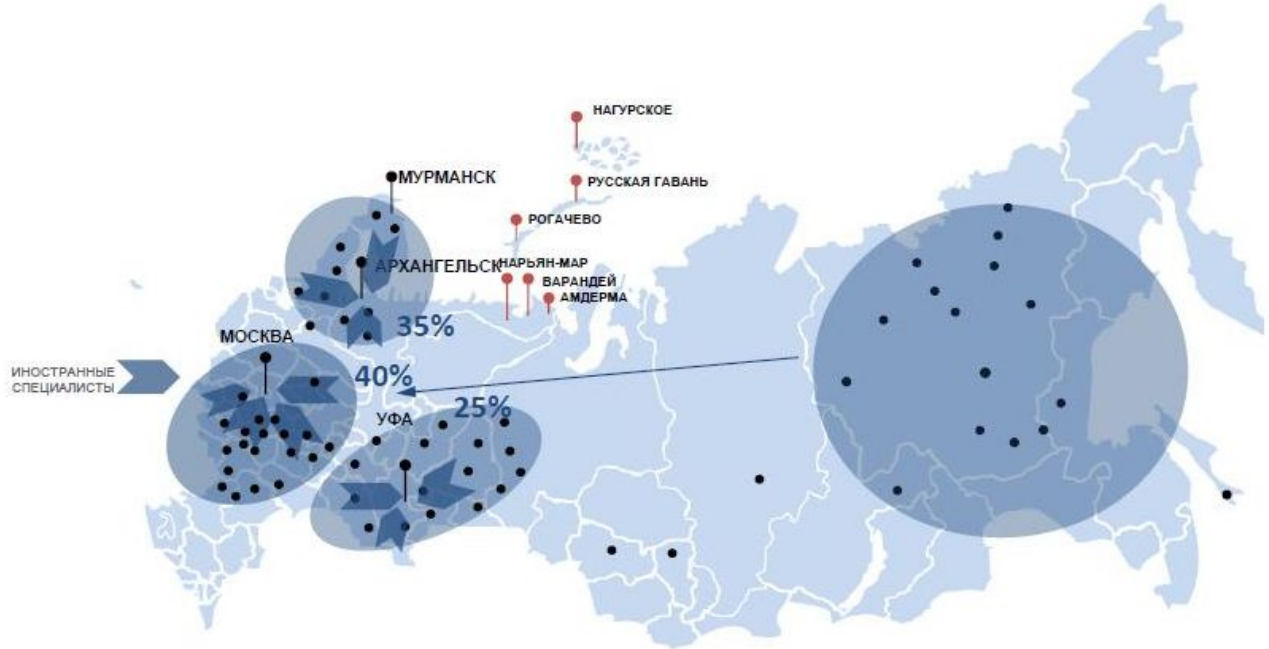 НАГУРСКОЕ
МУРМАНСК
РУССКАЯ ГАВАНЬ
РОГАЧЕВО
АРХАНГЕЛЬСК
НАРЬЯН-МАР
ВАРАНДЕЙ
АМДЕРМА
35%
МОСКВА
ИНОСТРАННЫЕ
СПЕЦИАЛИСТЫ
40%
25%
УФА